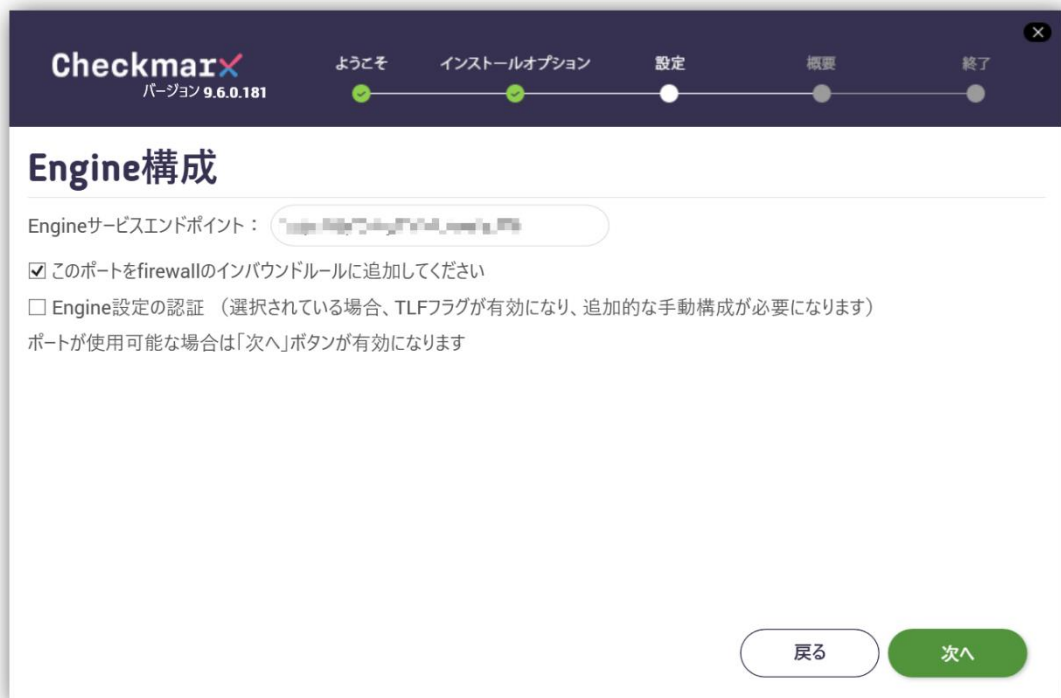 Checkmarx
バージョン 9.6.0.181
ようこそ
インストールオプション
設定
概要
終了
Engine構成
Engineサービスエンドポイント：
このポートをfirewallのインバウンドルールに追加してください
Engine設定の認証 （選択されている場合、TLFフラグが有効になり、追加的な手動構成が必要になります）
ポートが使用可能な場合は「次へ」ボタンが有効になります
戻る
次へ